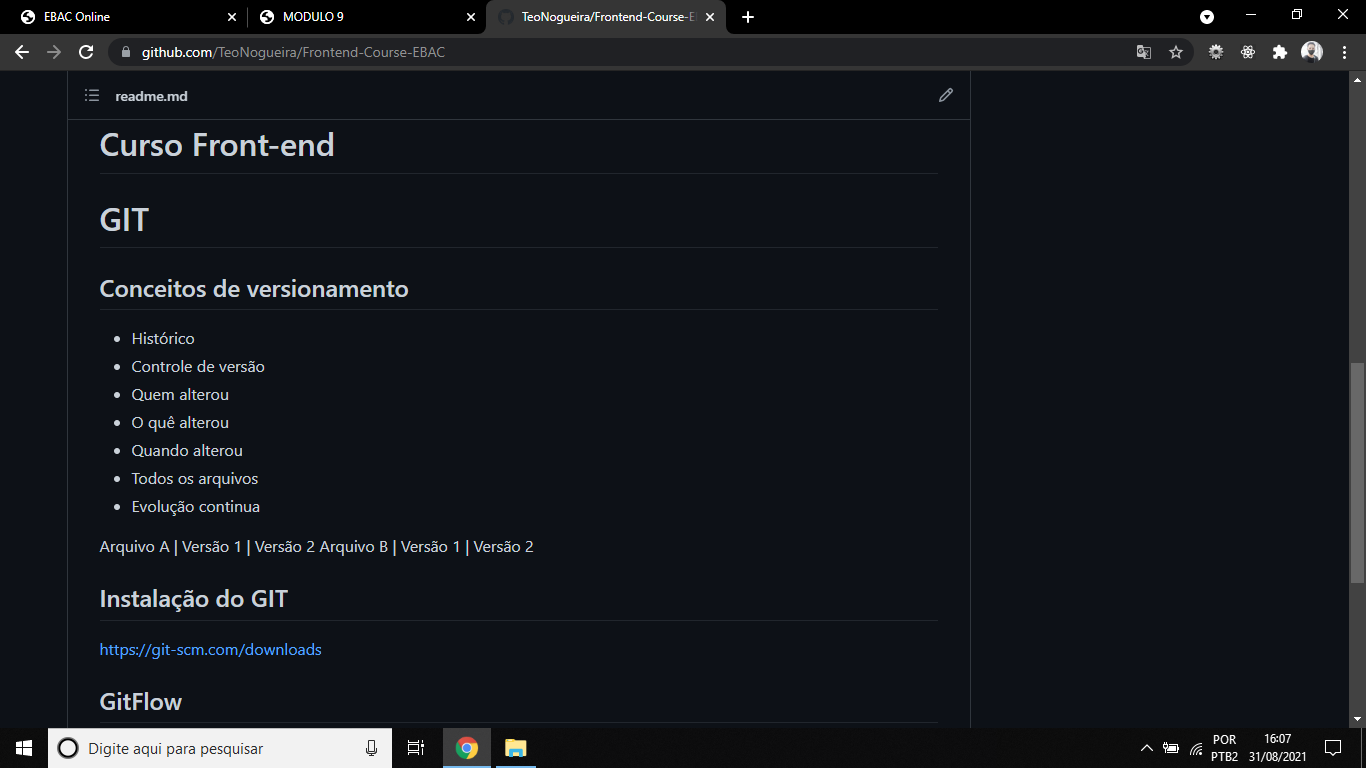 EBAC Online
MODULO 9
TeoNogueira/Frontend-Course-E
github.com/TeoNogueira/Frontend-Course-EBAC
readme.md
Curso Front-end
GIT
Conceitos de versionamento
Histórico
Controle de versão
Quem alterou
O quê alterou
Quando alterou
Todos os arquivos
Evolução continua
Arquivo A | Versão 1 | Versão 2 Arquivo B | Versão 1 | Versão 2
Instalação do GIT
https://git-scm.com/downloads
GitFlow
Digite aqui para pesquisar
POR
PTB2
16:07
31/08/2021